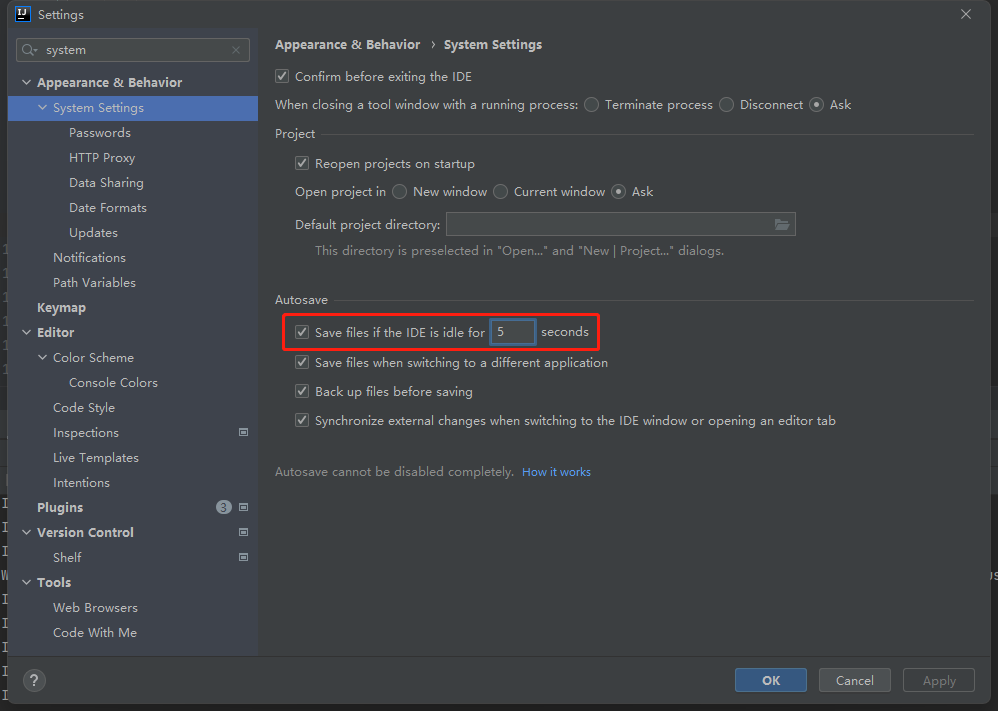 Settings
system
Appearance & Behavior
System Settings
Passwords
HTTP Proxy
Data Sharing
Date Formats
Updates
Notifications
Path Variables
Keymap
Editor
Color Scheme
Console Colors
Code Style
Inspections
Live Templates
Intentions
Plugins 3
Version Control
Shelf
Tools
Web Browsers
Code With Me
Appearance & Behavior › System Settings
Confirm before exiting the IDE
When closing a tool window with a running process: Terminate process Disconnect Ask
Project
Reopen projects on startup
Open project in New window Current window Ask
Default project directory:
This directory is preselected in "Open..." and "New | Project..." dialogs.
Autosave
Save files if the IDE is idle for 5 seconds
Save files when switching to a different application
Back up files before saving
Synchronize external changes when switching to the IDE window or opening an editor tab
Autosave cannot be disabled completely. How it works
? OK Cancel Apply